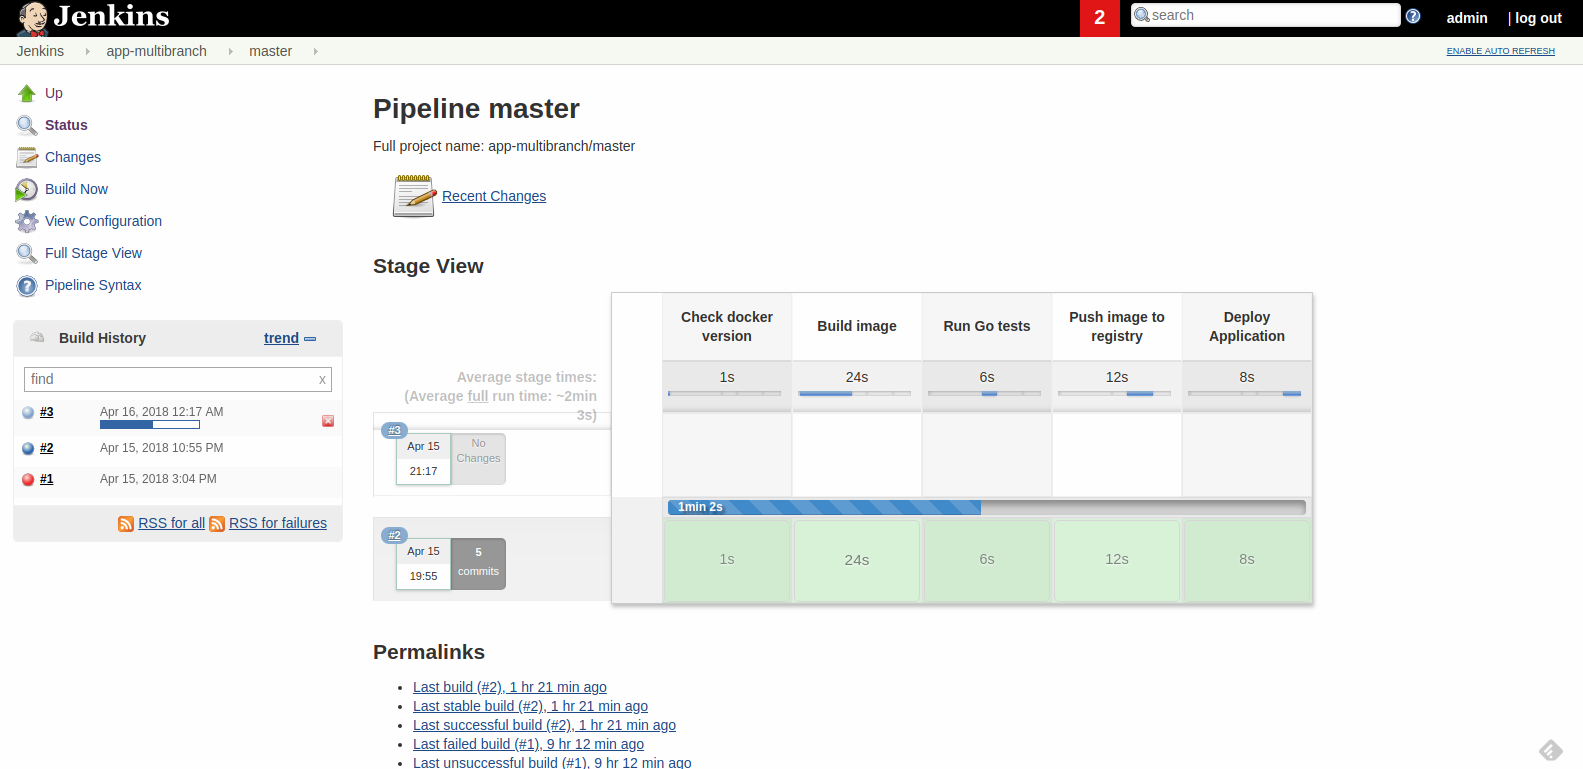 Jenkins
2
search
admin
| log out
Jenkins
app-multibranch
master
ENABLE AUTO REFRESH
Up
Status
Changes
Build Now
View Configuration
Full Stage View
Pipeline Syntax
Build History
trend
find
x
#3
Apr 16, 2018 12:17 AM
#2
Apr 15, 2018 10:55 PM
#1
Apr 15, 2018 3:04 PM
RSS for all
RSS for failures
Pipeline master
Full project name: app-multibranch/master
Recent Changes
Stage View
Check docker
version
Build image
Run Go tests
Push image to
registry
Deploy
Application
Average stage times:
(Average full run time: ~2min
3s)
1s
24s
6s
12s
8s
#3
Apr 15
21:17
No
Changes
1min 2s
#2
Apr 15
19:55
5
commits
1s
24s
6s
12s
8s
Permalinks
Last build (#2), 1 hr 21 min ago
Last stable build (#2), 1 hr 21 min ago
Last successful build (#2), 1 hr 21 min ago
Last failed build (#1), 9 hr 12 min ago
Last unsuccessful build (#1), 9 hr 12 min ago